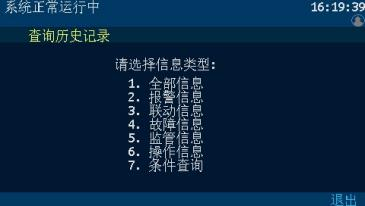 系统正常运行中 16:19:39
查询历史记录
请选择信息类型:
1. 全部信息
2. 报警信息
3. 联动信息
4. 故障信息
5. 监管信息
6. 操作信息
7. 条件查询
退出